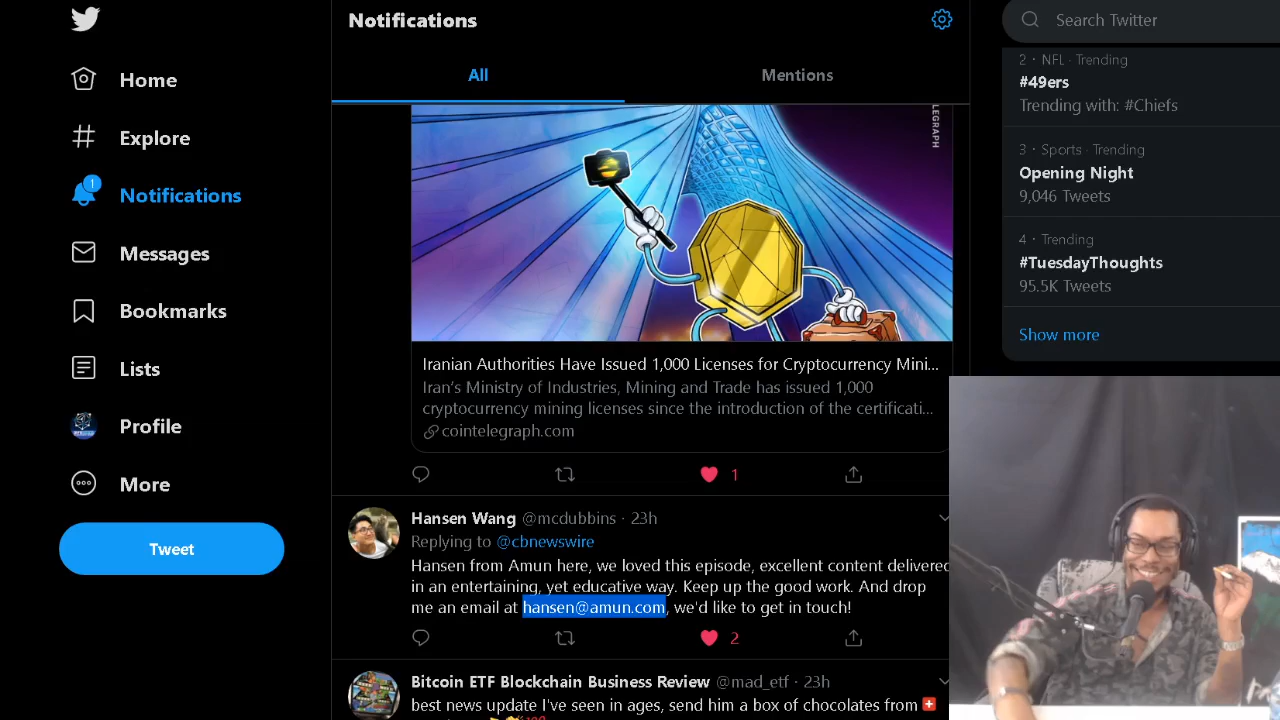 Home
Explore
1
Notifications
Messages
Bookmarks
Lists
Profile
More
Tweet
Notifications
All
Mentions
LEGRAPH
Iranian Authorities Have Issued 1,000 Licenses for Cryptocurrency Mini...
Iran's Ministry of Industries, Mining and Trade has issued 1,000
cryptocurrency mining licenses since the introduction of the certificati...
cointelegraph.com
1
Hansen Wang @mcdubbins · 23h
Replying to @cbnewswire
Hansen from Amun here, we loved this episode, excellent content delivered
in an entertaining, yet educative way. Keep up the good work. And drop
me an email at hansen@amun.com, we'd like to get in touch!
2
Bitcoin ETF Blockchain Business Review @mad_etf · 23h
best news update I've seen in ages, send him a box of chocolates from
Search Twitter
2 · NFL · Trending
#49ers
Trending with: #Chiefs
3 · Sports · Trending
Opening Night
9,046 Tweets
4 · Trending
#TuesdayThoughts
95.5K Tweets
Show more